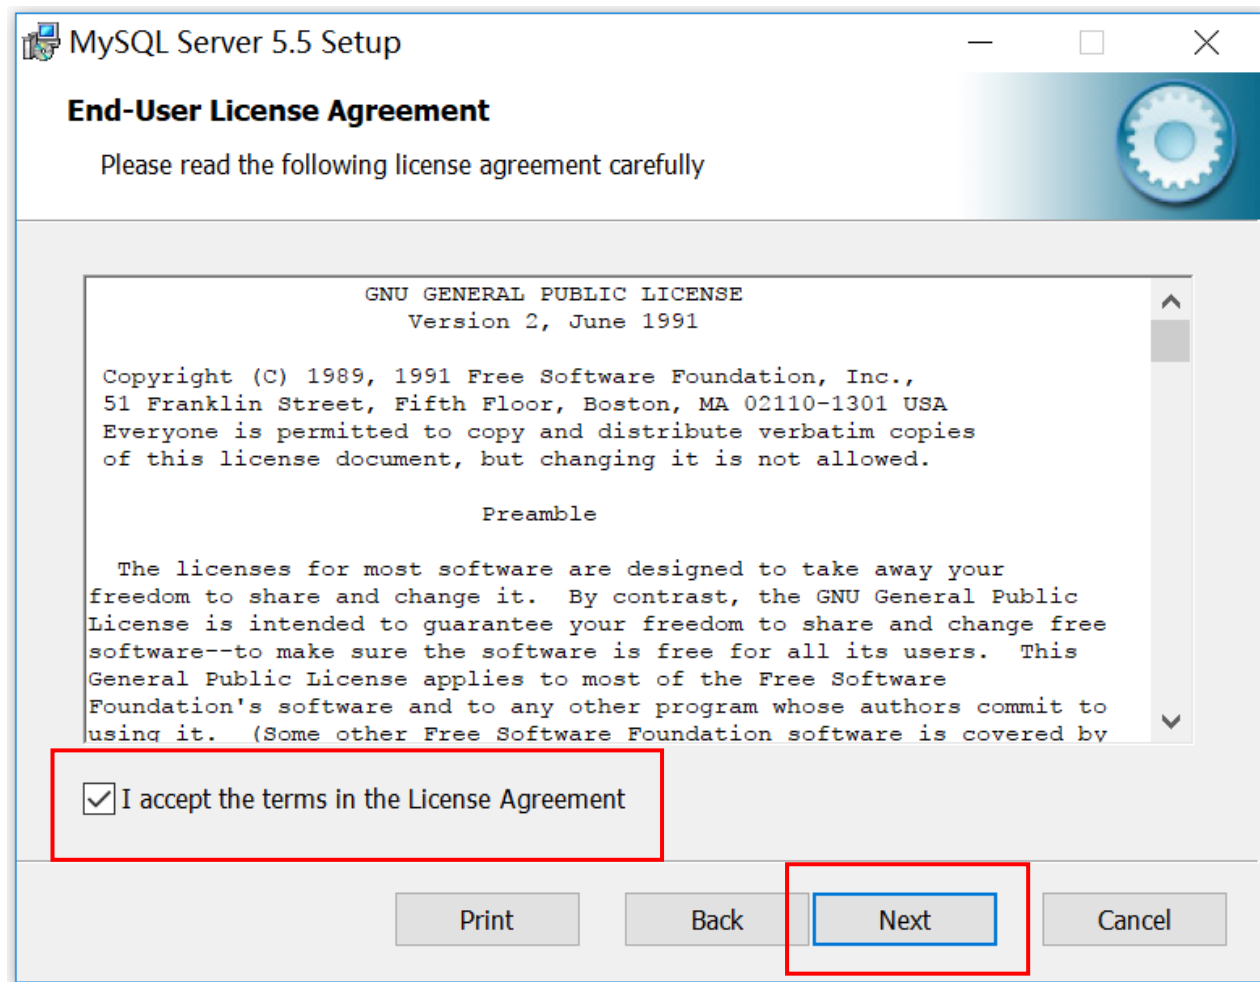 MySQL Server 5.5 Setup
End-User License Agreement
Please read the following license agreement carefully
GNU GENERAL PUBLIC LICENSE
Version 2, June 1991
Copyright (C) 1989, 1991 Free Software Foundation, Inc.,
51 Franklin Street, Fifth Floor, Boston, MA 02110-1301 USA
Everyone is permitted to copy and distribute verbatim copies
of this license document, but changing it is not allowed.
Preamble
The licenses for most software are designed to take away your
freedom to share and change it.  By contrast, the GNU General Public
License is intended to guarantee your freedom to share and change free
software--to make sure the software is free for all its users.  This
General Public License applies to most of the Free Software
Foundation's software and to any other program whose authors commit to
using it.  (Some other Free Software Foundation software is covered by
I accept the terms in the License Agreement
Print Back Next Cancel